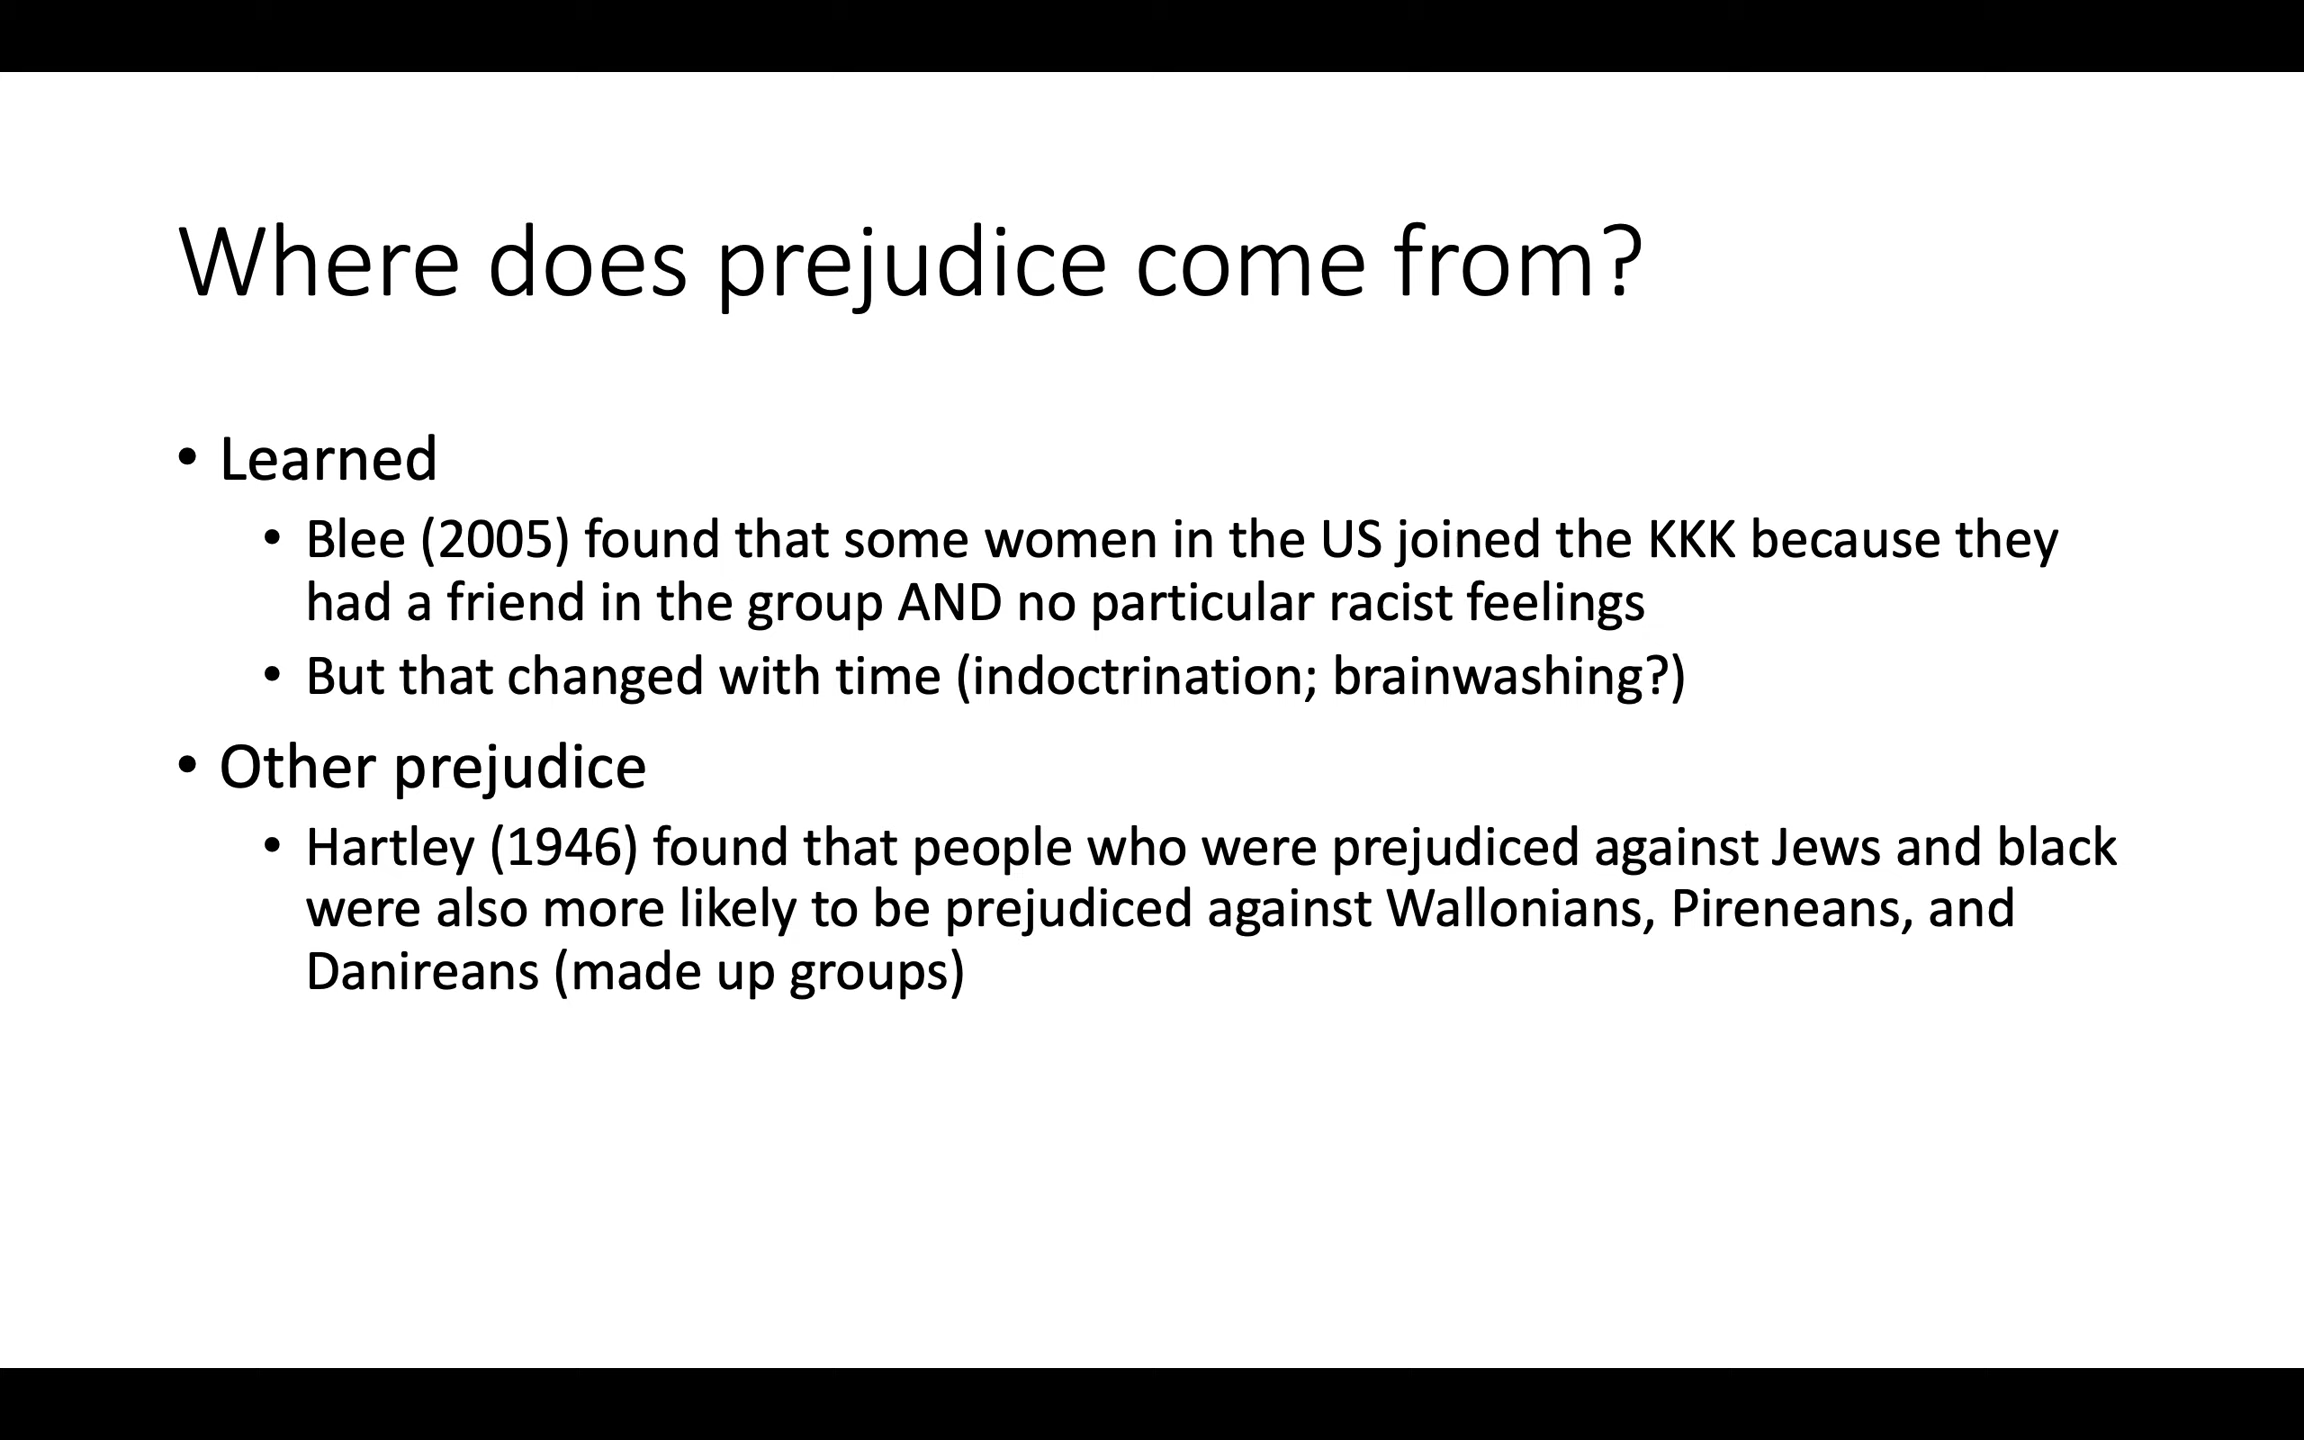 Where does prejudice come from?
• Learned
• Blee (2005) found that some women in the US joined the KKK because they
had a friend in the group AND no particular racist feelings
• But that changed with time (indoctrination; brainwashing?)
• Other prejudice
• Hartley (1946) found that people who were prejudiced against Jews and black
were also more likely to be prejudiced against Wallonians, Pireneans, and
Danireans (made up groups)